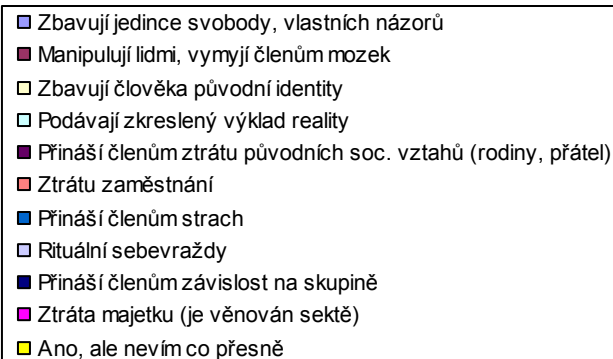 Zbavují jedince svobody, vlastních názorů
Manipulují lidmi, vymyjí členům mozek
Zbavují člověka původní identity
Podávají zkreslený výklad reality
Přináší členům ztrátu původních soc. vztahů (rodiny, přátel)
Ztrátu zaměstnání
Přináší členům strach
Rituální sebevraždy
Přináší členům závislost na skupině
Ztráta majetku (je věnován sektě)
Ano, ale nevím co přesně